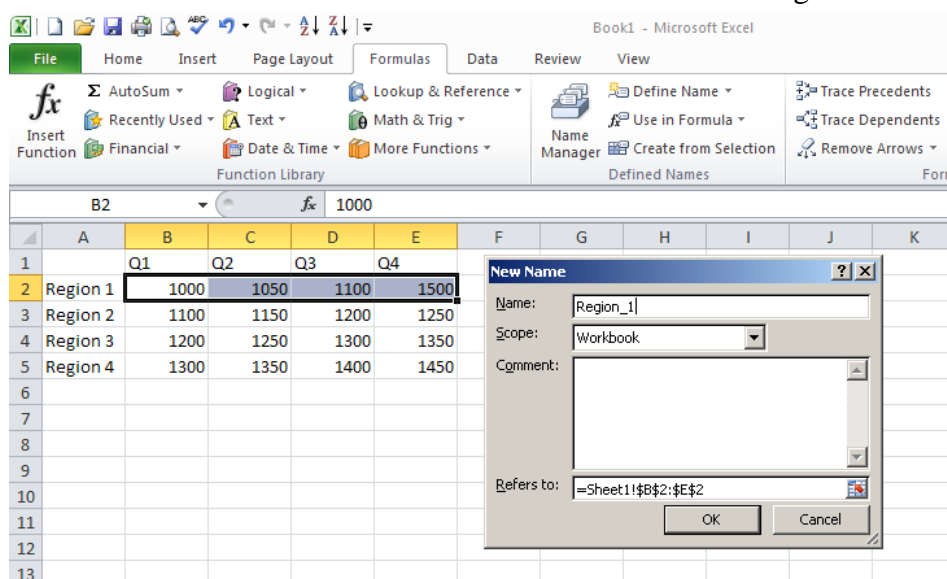 Book1 - Microsoft Excel
File Home Insert Page Layout Formulas Data Review View
Σ AutoSum Logical Lookup & Reference Define Name Trace Precedents
Recently Used Text Math & Trig Use in Formula Trace Dependents
Insert Function Financial Date & Time More Functions Name Manager Create from Selection Remove Arrows
Function Library Defined Names For
B2 fx 1000
A B C D E F G H I J K
1 Q1 Q2 Q3 Q4
2 Region 1 1000 1050 1100 1500
3 Region 2 1100 1150 1200 1250
4 Region 3 1200 1250 1300 1350
5 Region 4 1300 1350 1400 1450
6
7
8
9
10
11
12
13
New Name
Name: Region_1
Scope: Workbook
Comment:
Refers to: =Sheet1!$B$2:$E$2
OK Cancel